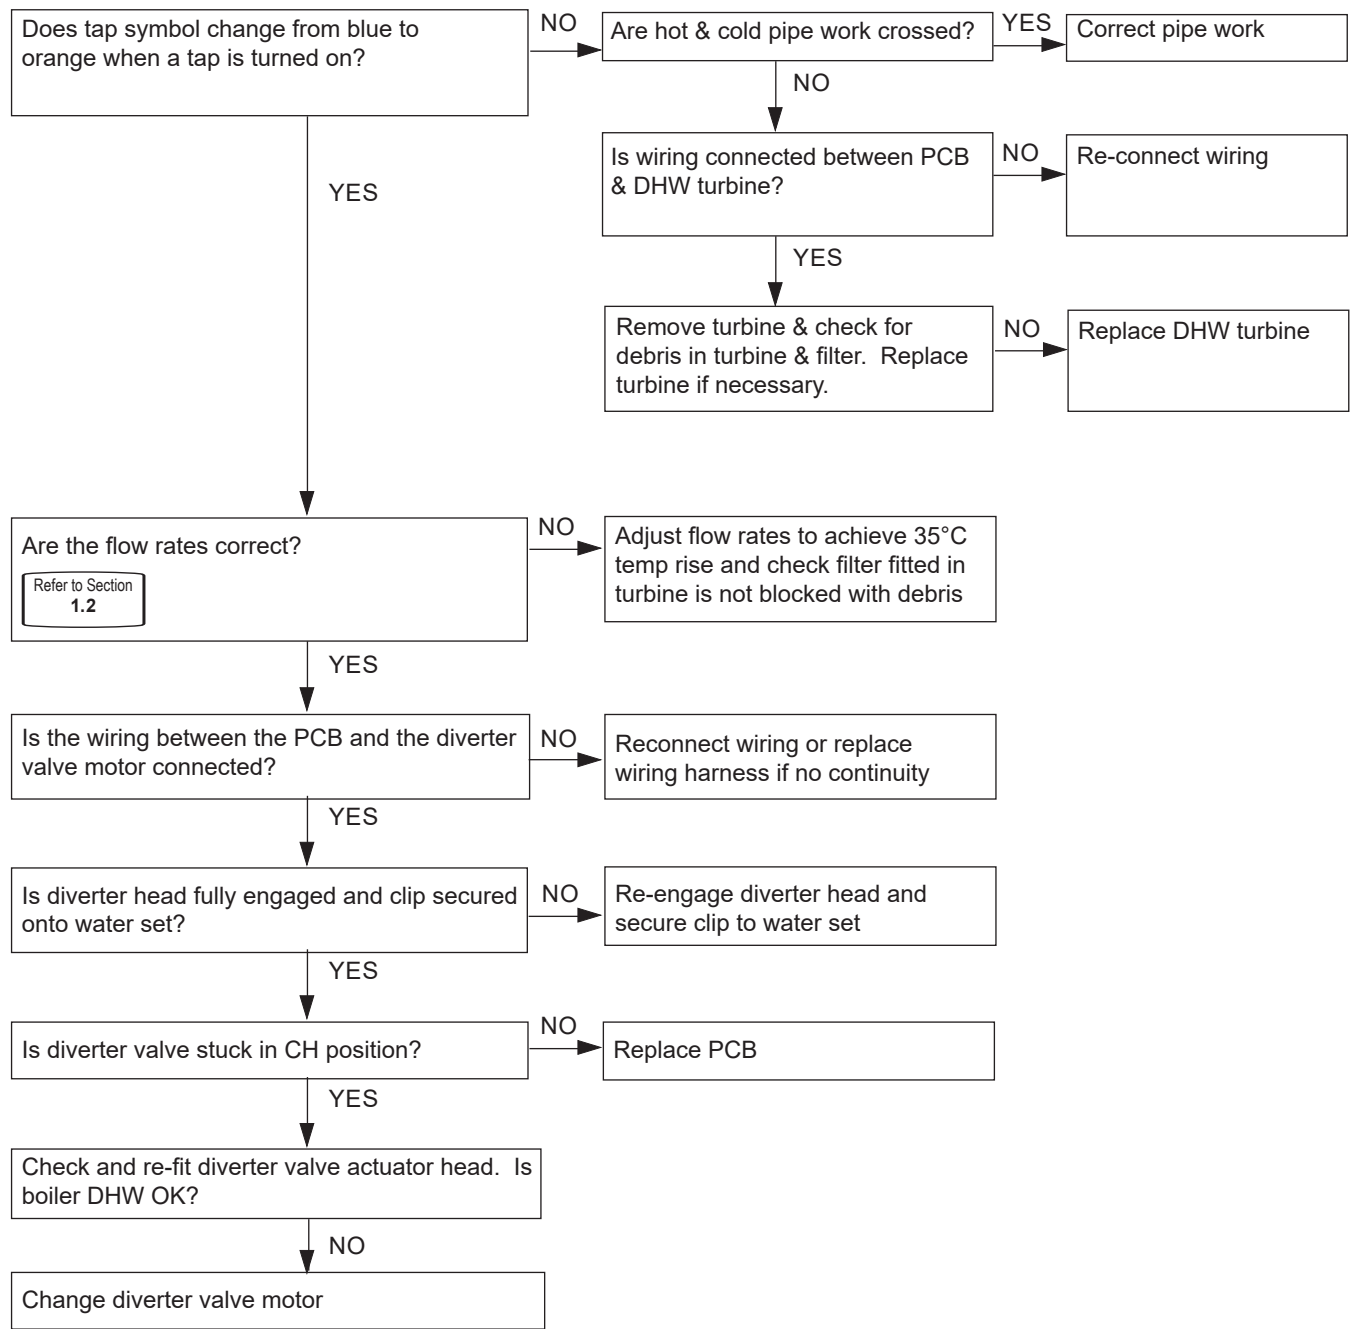 Does tap symbol change from blue to
orange when a tap is turned on?
NO
Are hot & cold pipe work crossed?
YES
Correct pipe work
NO
Is wiring connected between PCB
& DHW turbine?
NO
Re-connect wiring
YES
YES
Remove turbine & check for
debris in turbine & filter.  Replace
turbine if necessary.
NO
Replace DHW turbine
Are the flow rates correct?
Refer to Section
1.2
NO
Adjust flow rates to achieve 35°C
temp rise and check filter fitted in
turbine is not blocked with debris
YES
Is the wiring between the PCB and the diverter
valve motor connected?
NO
Reconnect wiring or replace
wiring harness if no continuity
YES
Is diverter head fully engaged and clip secured
onto water set?
NO
Re-engage diverter head and
secure clip to water set
YES
Is diverter valve stuck in CH position?
NO
Replace PCB
YES
Check and re-fit diverter valve actuator head.  Is
boiler DHW OK?
NO
Change diverter valve motor